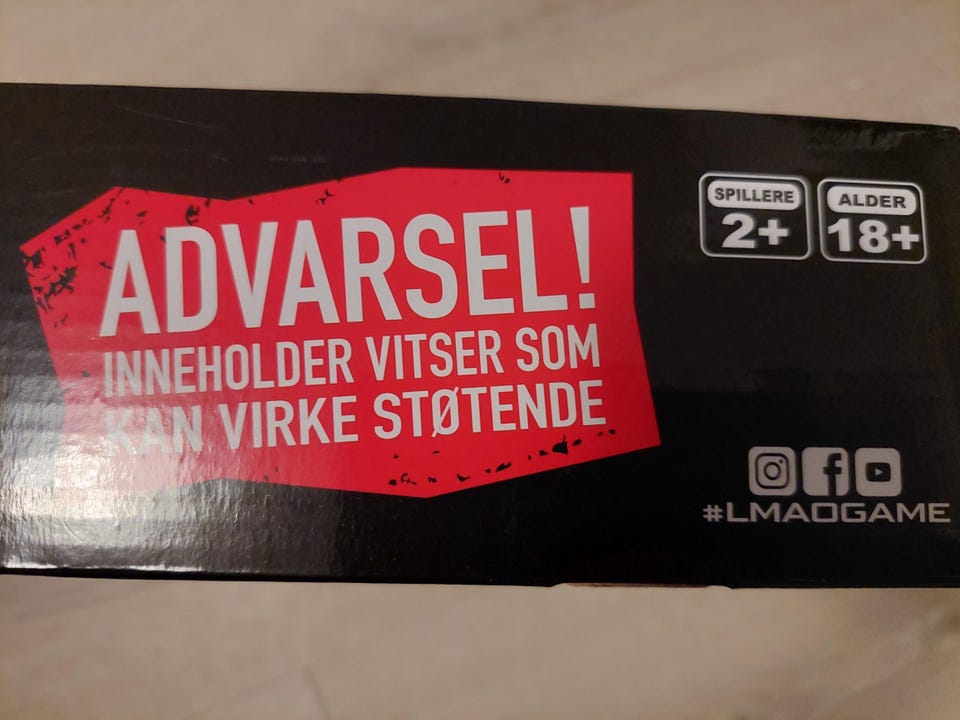 ADVARSEL!
INNEHOLDER VITSER SOM
KAN VIRKE STØTENDE
SPILLERE
2+
ALDER
18+
#LMAOGAME